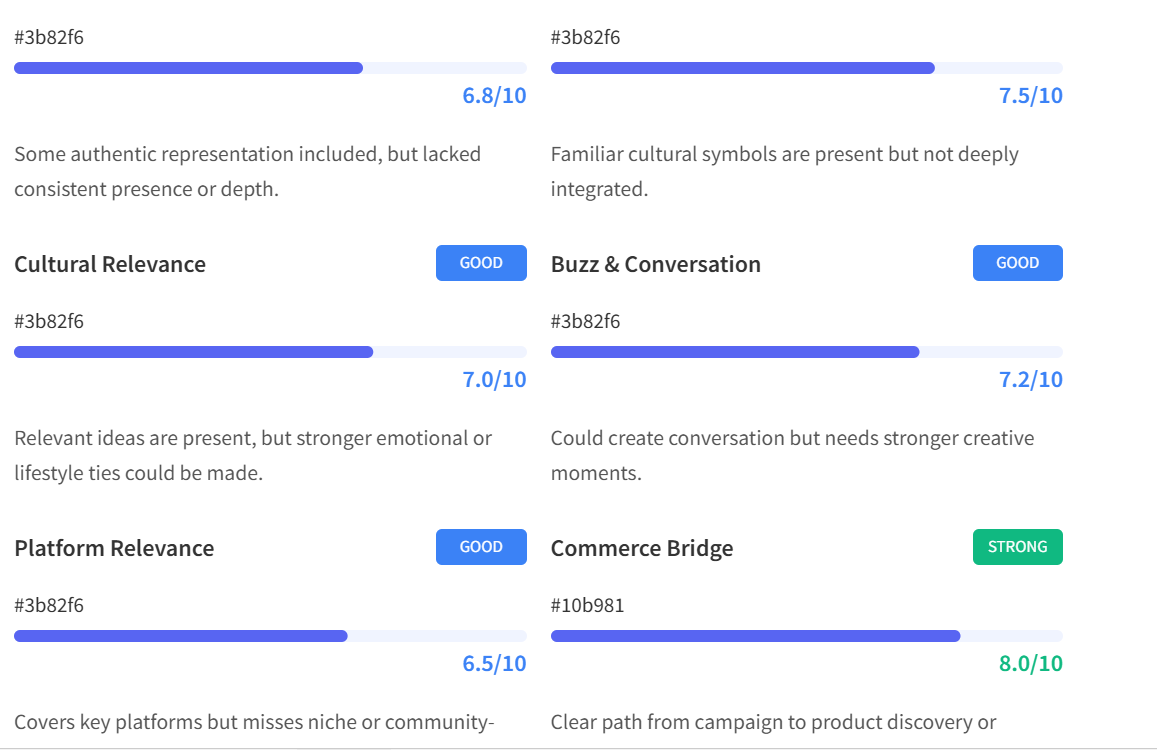 #3b82f6
6.8/10
Some authentic representation included, but lacked
consistent presence or depth.
#3b82f6
7.5/10
Familiar cultural symbols are present but not deeply
integrated.
Cultural Relevance
GOOD
#3b82f6
7.0/10
Relevant ideas are present, but stronger emotional or
lifestyle ties could be made.
Buzz & Conversation
GOOD
#3b82f6
7.2/10
Could create conversation but needs stronger creative
moments.
Platform Relevance
GOOD
#3b82f6
6.5/10
Covers key platforms but misses niche or community-
Commerce Bridge
STRONG
#10b981
8.0/10
Clear path from campaign to product discovery or